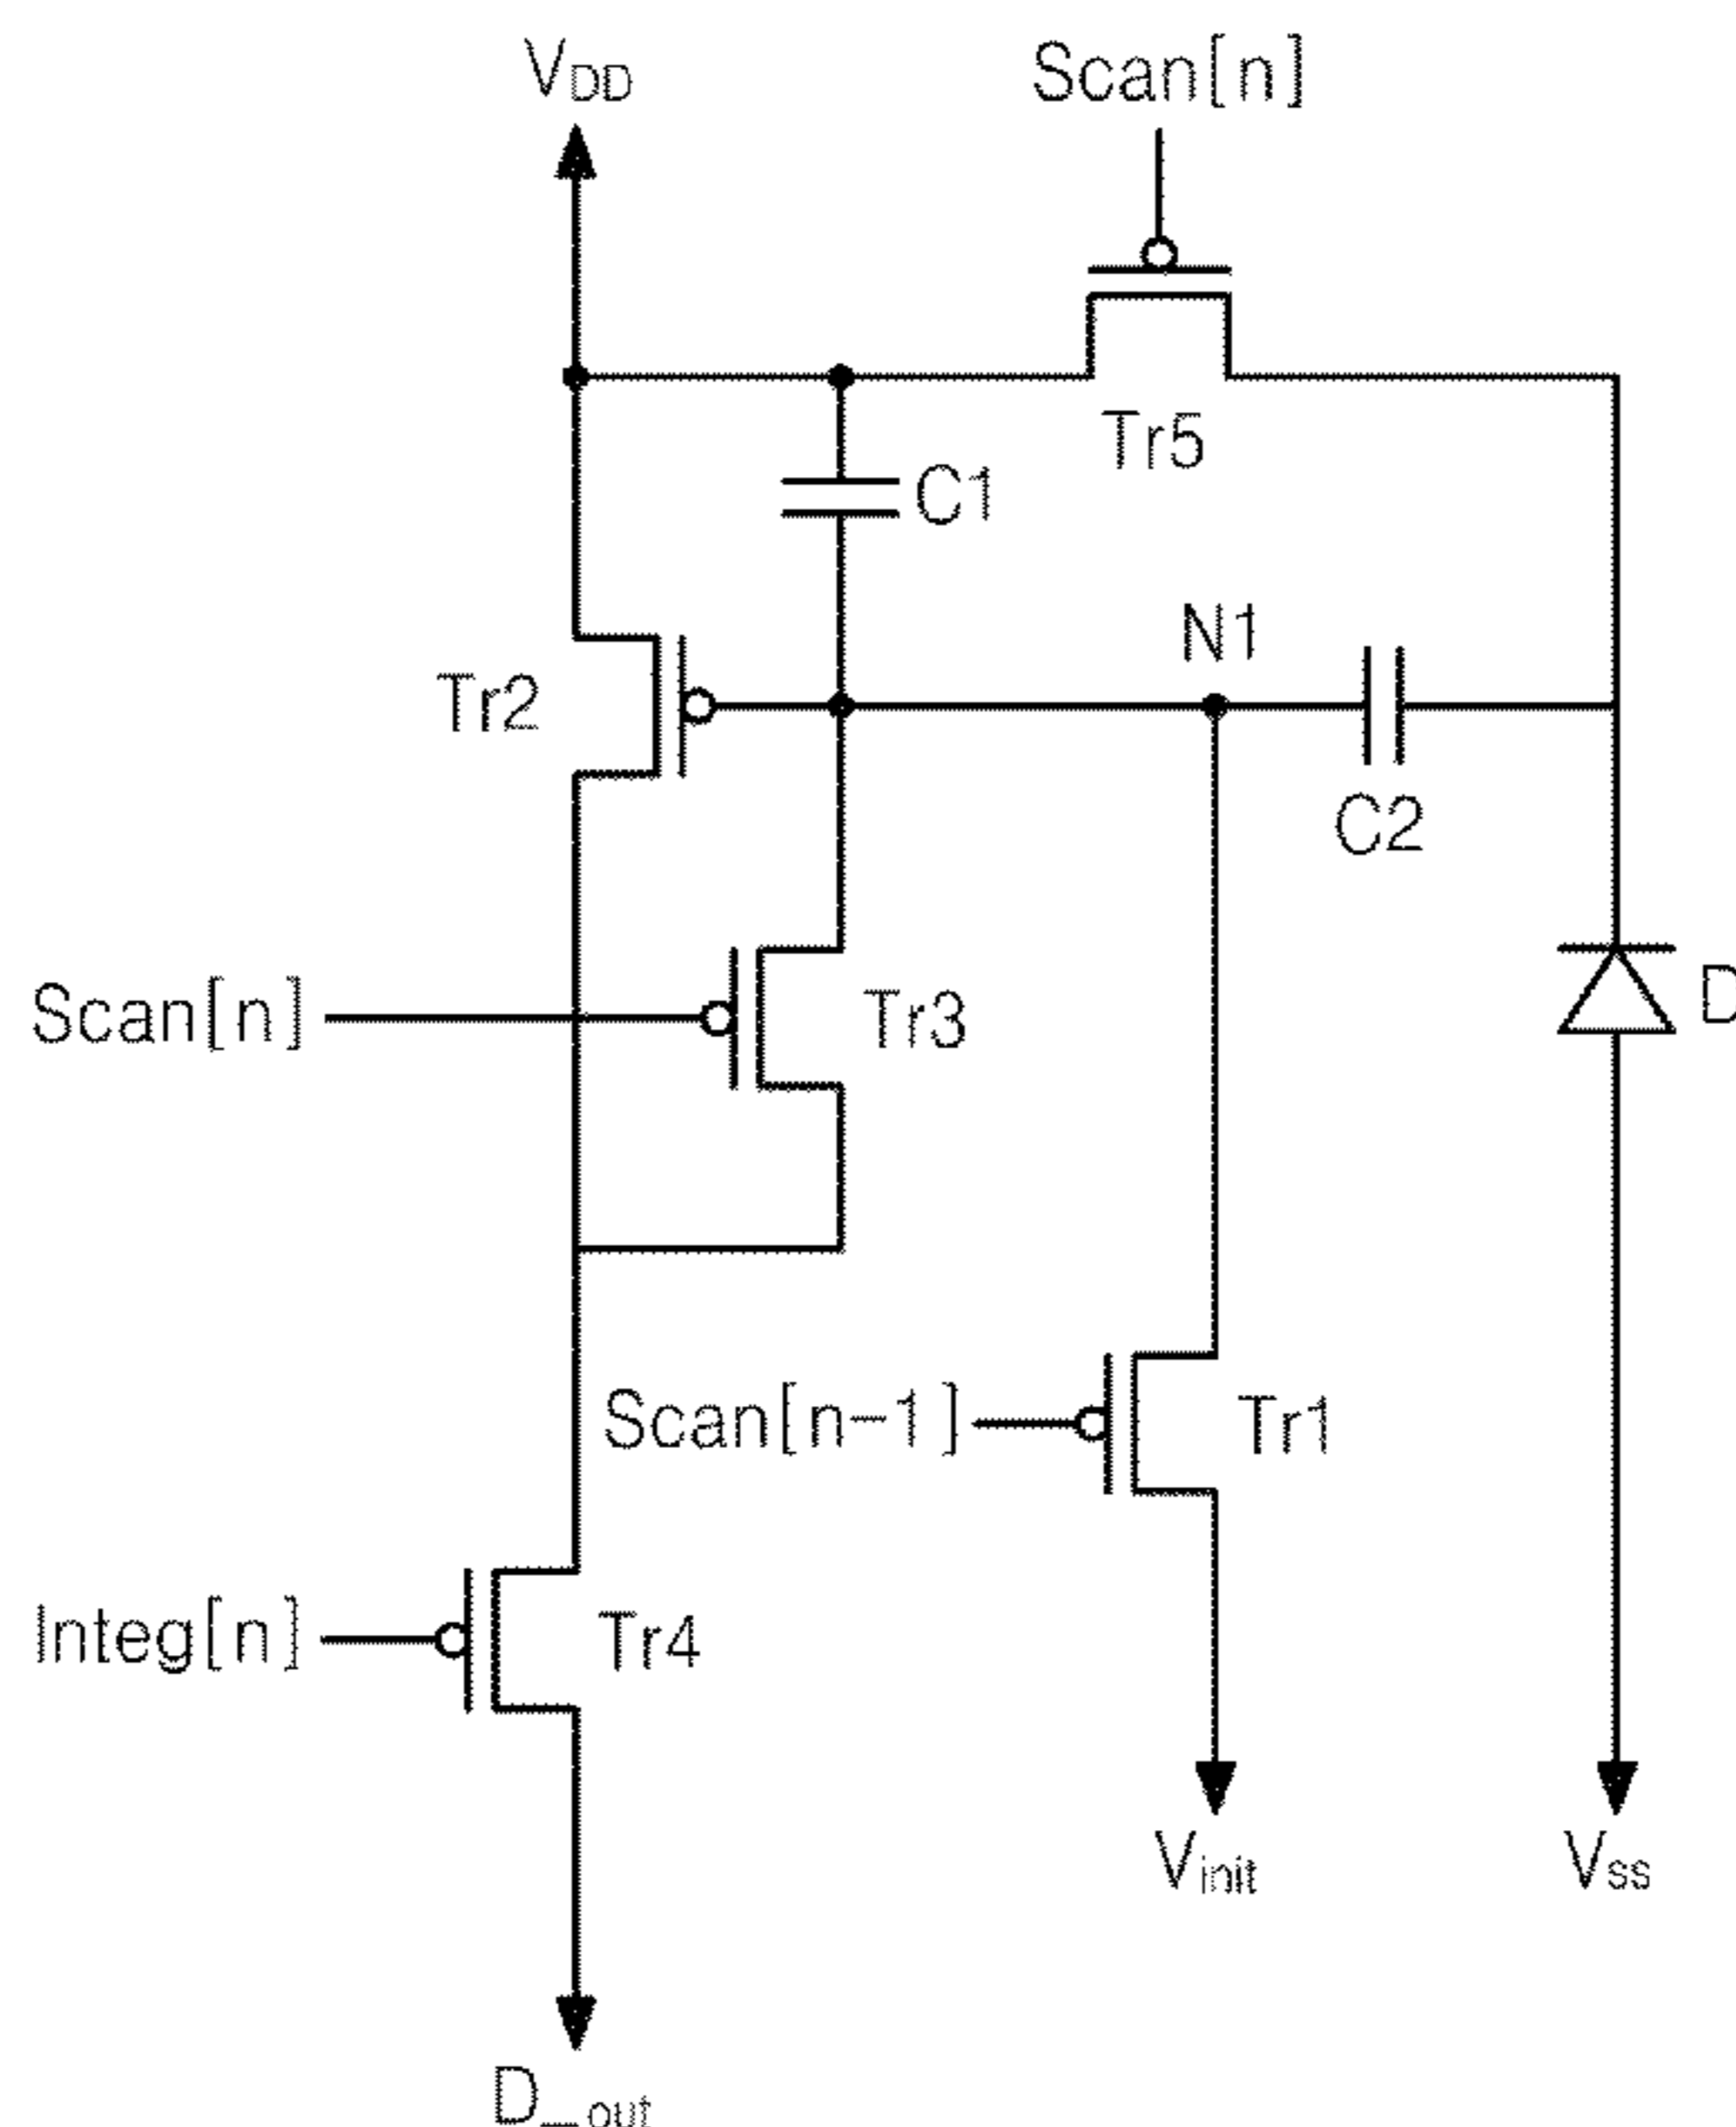 VDD
Scan[n]
Tr5
C1
N1
Tr2
C2
Scan[n]
Tr3
D
Scan[n-1]
Tr1
Integ[n]
Tr4
Vinit
Vss
D_out